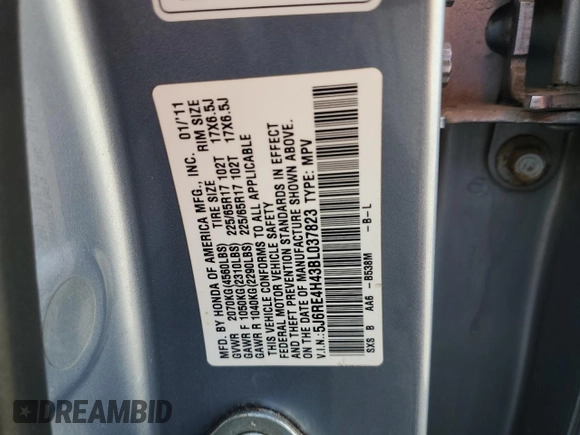 MFD. BY HONDA OF AMERICA MFG., INC. 01/'11
TIRE SIZE RIM SIZE
GVWR 2070KG(4560LBS) 225/65R17 102T 17X6.5J
GAWR F 1050KG(2310LBS) 225/65R17 102T 17X6.5J
GAWR R 1040KG(2290LBS)
THIS VEHICLE CONFORMS TO ALL APPLICABLE
FEDERAL MOTOR VEHICLE SAFETY
AND THEFT PREVENTION STANDARDS IN EFFECT
ON THE DATE OF MANUFACTURE SHOWN ABOVE.
V.I.N.:5J6RE4H43BL037823 TYPE: MPV
SXS B AA6 -B538M -B-L
DREAMBID